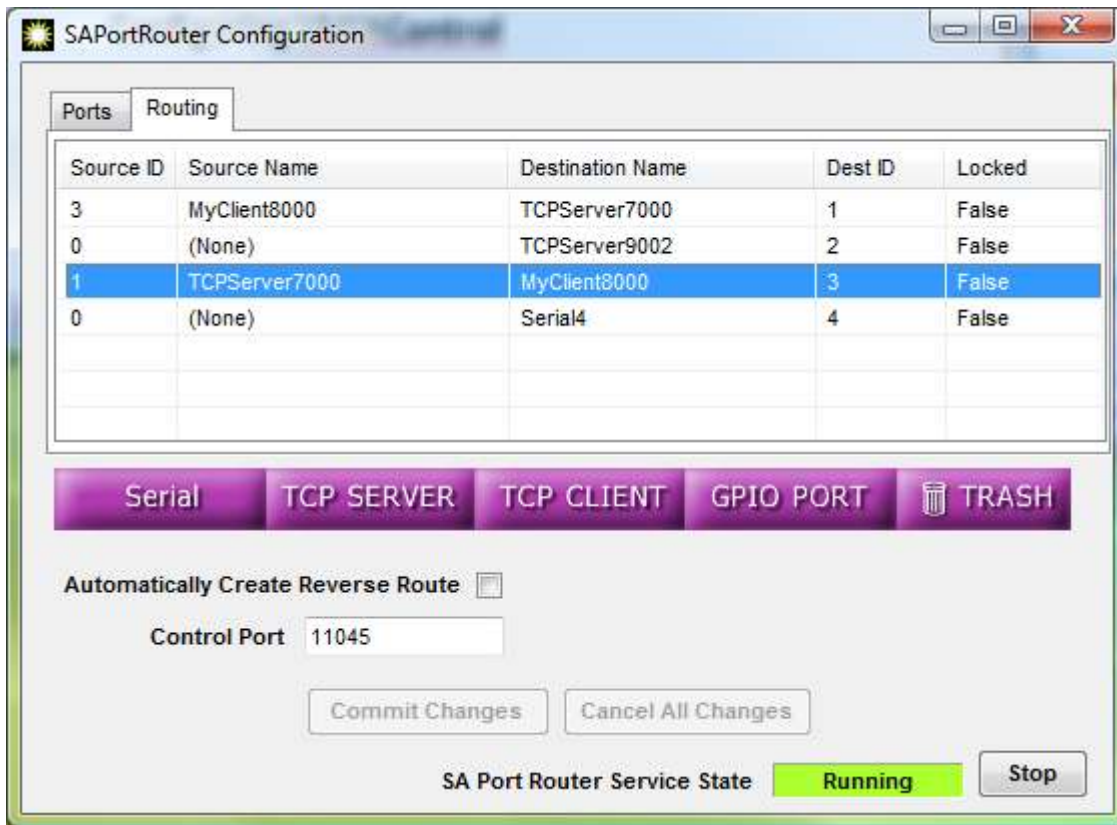 SAPortRouter Configuration
Ports Routing
Source ID Source Name Destination Name Dest ID Locked
3 MyClient8000 TCPServer7000 1 False
0 (None) TCPServer9002 2 False
1 TCPServer7000 MyClient8000 3 False
0 (None) Serial4 4 False
Serial TCP SERVER TCP CLIENT GPIO PORT TRASH
Automatically Create Reverse Route
Control Port 11045
Commit Changes Cancel All Changes
SA Port Router Service State Running Stop